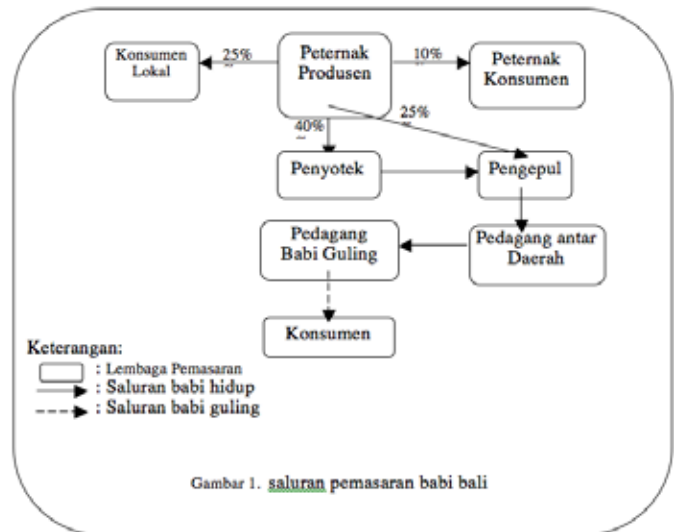 Konsumen
Lokal
25%
Peternak
Produsen
10%
Peternak
Konsumen
40%
25%
Penyotek
Pengepul
Pedagang
Babi Guling
Pedagang antar
Daerah
Konsumen
Keterangan:
: Lembaga Pemasaran
: Saluran babi hidup
: Saluran babi guling
Gambar 1. saluran pemasaran babi bali